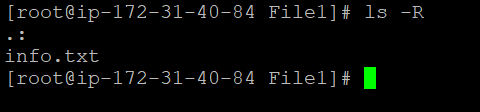 [root@ip-172-31-40-84 File1]# ls -R
.:
info.txt
[root@ip-172-31-40-84 File1]#